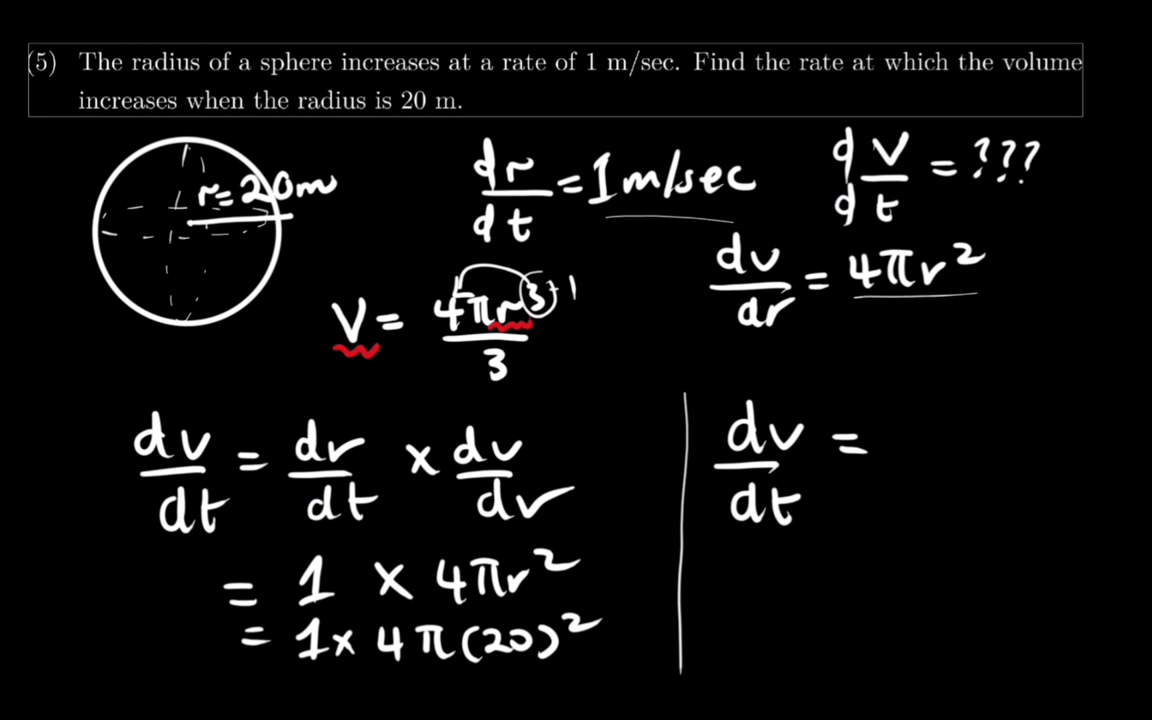 (5) The radius of a sphere increases at a rate of 1 m/sec. Find the rate at which the volume
increases when the radius is 20 m.
r=20m
dr/dt = 1m/sec
dV/dt = ???
dv/dr = 4πr²
V = 4πr³⁻¹/3
dv/dt = dr/dt × dv/dr
= 1 × 4πr²
= 1× 4π(20)²
dv/dt =